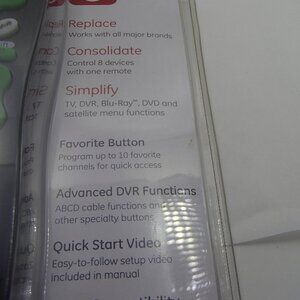 Replace
Works with all major brands
Consolidate
Control 8 devices
with one remote
Simplify
TV, DVR, Blu-Ray™, DVD and
satellite menu functions
Favorite Button
Program up to 10 favorite
channels for quick access
Advanced DVR Functions
ABCD cable functions and
other specialty buttons
Quick Start Video
Easy-to-follow setup video
included in manual